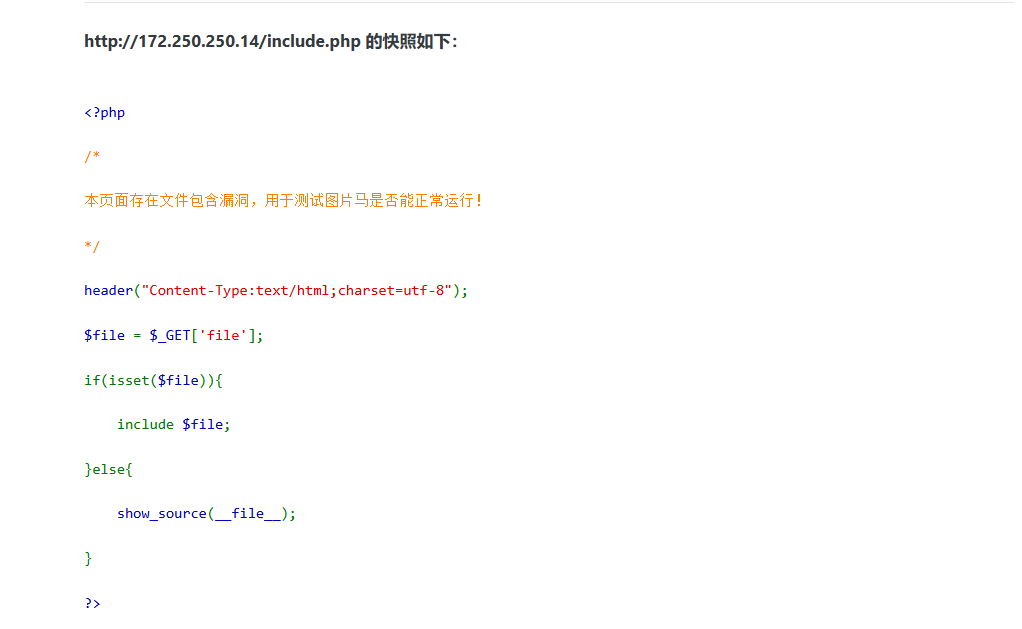 http://172.250.250.14/include.php 的快照如下：
<?php
/*
本页面存在文件包含漏洞，用于测试图片马是否能正常运行！
*/
header("Content-Type:text/html;charset=utf-8");
$file = $_GET['file'];
if(isset($file)){
    include $file;
}else{
    show_source(__file__);
}
?>